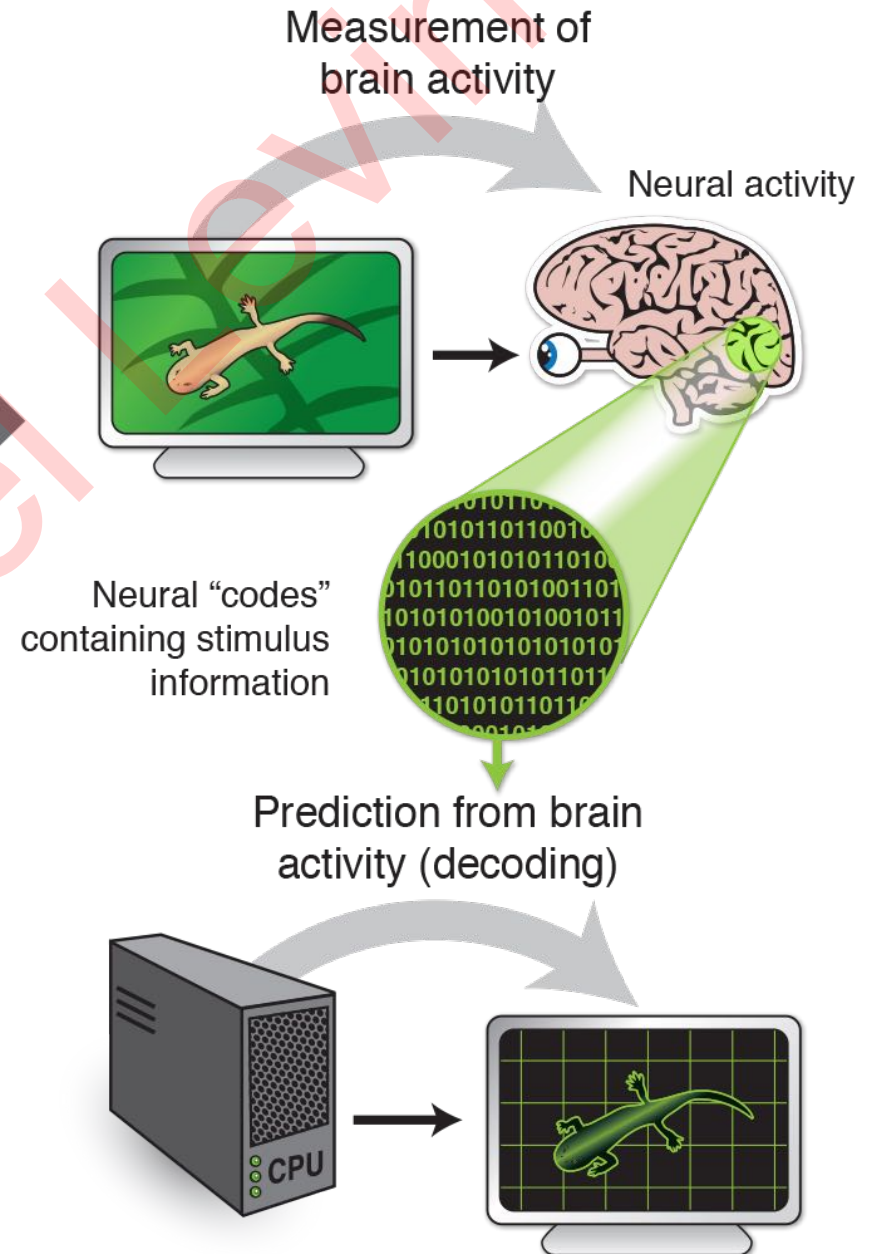 Measurement of
brain activity
Neural activity
Neural “codes”
containing stimulus
information
Prediction from brain
activity (decoding)
CPU